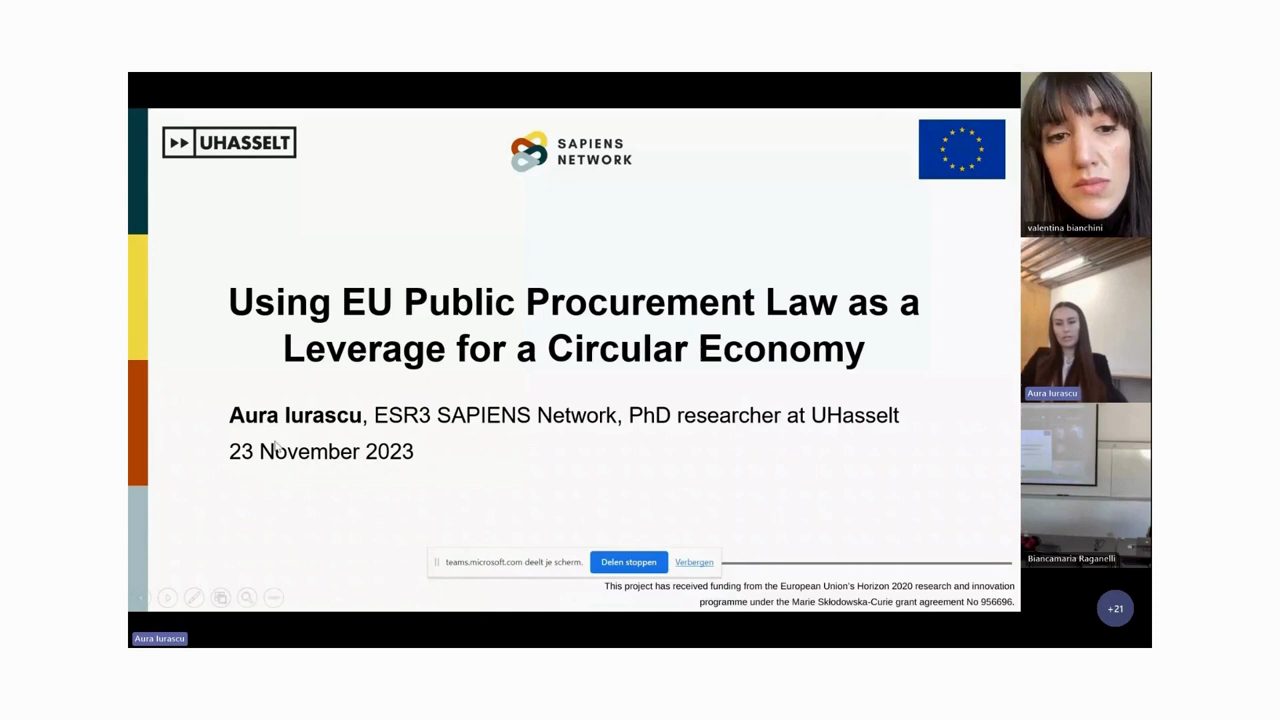 UHASSELT
SAPIENS
NETWORK
Using EU Public Procurement Law as a
Leverage for a Circular Economy
Aura Iurascu, ESR3 SAPIENS Network, PhD researcher at UHasselt
23 November 2023
teams.microsoft.com deelt je scherm.
Delen stoppen
Verbergen
This project has received funding from the European Union's Horizon 2020 research and innovation
programme under the Marie Skłodowska-Curie grant agreement No 956696.
Aura Iurascu
valentina bianchini
Aura Iurascu
Biancamaria Raganelli
+21